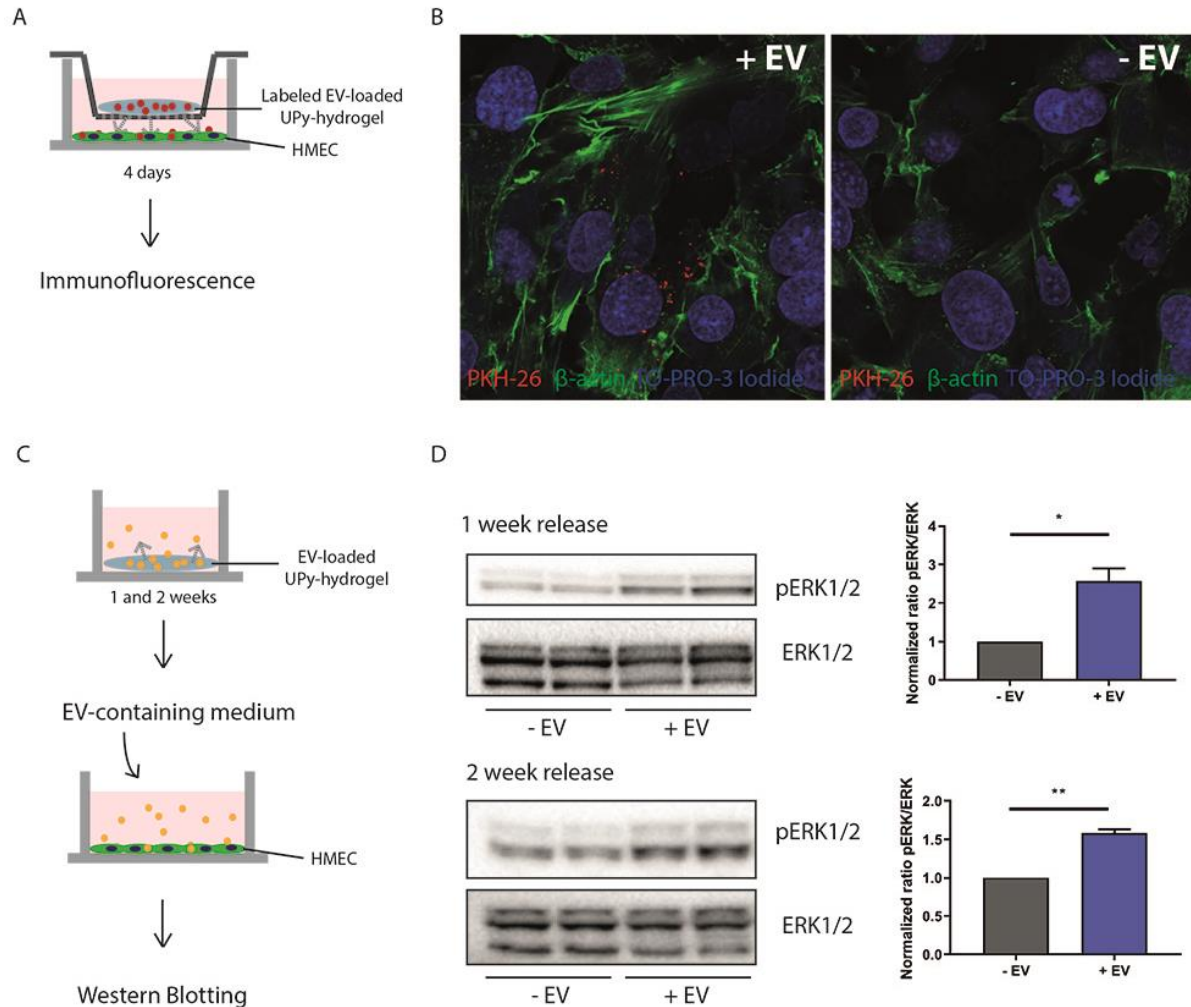 A
Labeled EV-loaded
UPy-hydrogel
HMEC
4 days
Immunofluorescence
B
+ EV
PKH-26 β-actin TO-PRO-3 Iodide
- EV
PKH-26 β-actin TO-PRO-3 Iodide
C
EV-loaded
UPy-hydrogel
1 and 2 weeks
EV-containing medium
HMEC
Western Blotting
D
1 week release
pERK1/2
ERK1/2
- EV
+ EV
Normalized ratio pERK/ERK
4
3
2
1
0
*
- EV
+ EV
2 week release
pERK1/2
ERK1/2
- EV
+ EV
Normalized ratio pERK/ERK
2.0
1.5
1.0
0.5
0.0
**
- EV
+ EV